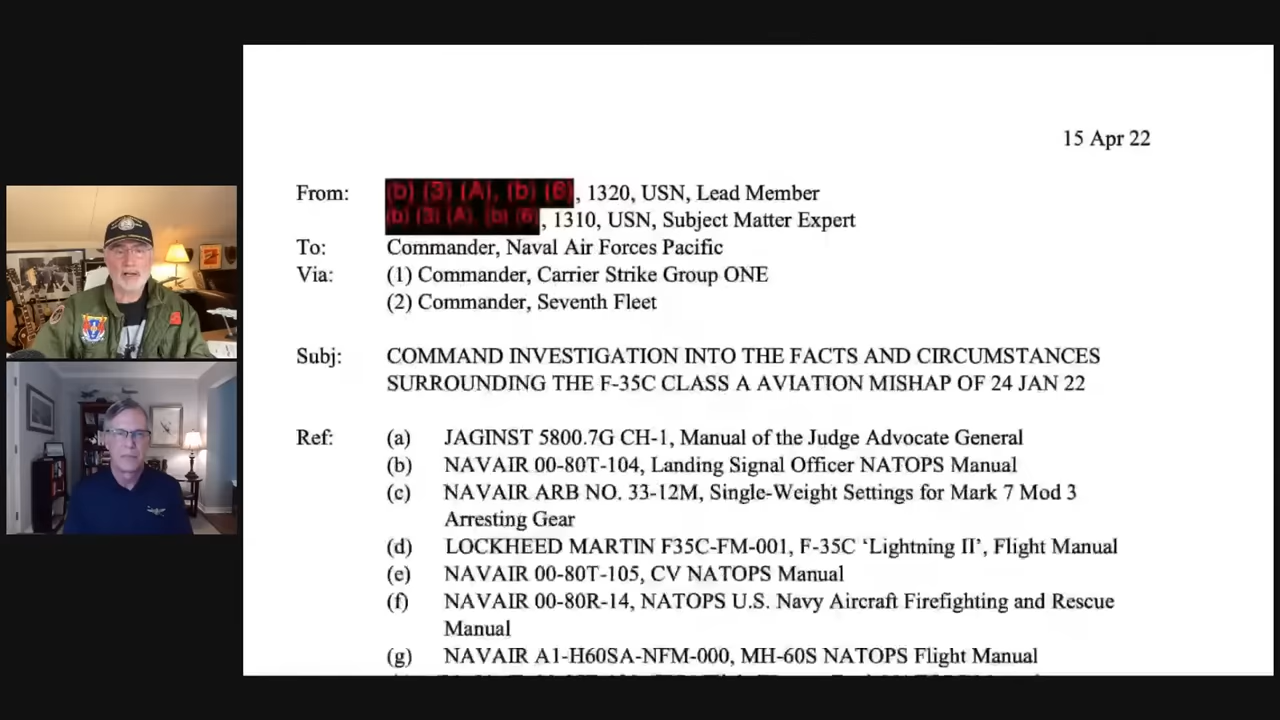 15 Apr 22
From: (b) (3) (A), (b) (6), 1320, USN, Lead Member
(b) (3) (A), (b) (6), 1310, USN, Subject Matter Expert
To: Commander, Naval Air Forces Pacific
Via: (1) Commander, Carrier Strike Group ONE
(2) Commander, Seventh Fleet
Subj: COMMAND INVESTIGATION INTO THE FACTS AND CIRCUMSTANCES
SURROUNDING THE F-35C CLASS A AVIATION MISHAP OF 24 JAN 22
Ref: (a) JAGINST 5800.7G CH-1, Manual of the Judge Advocate General
(b) NAVAIR 00-80T-104, Landing Signal Officer NATOPS Manual
(c) NAVAIR ARB NO. 33-12M, Single-Weight Settings for Mark 7 Mod 3
Arresting Gear
(d) LOCKHEED MARTIN F35C-FM-001, F-35C ‘Lightning II’, Flight Manual
(e) NAVAIR 00-80T-105, CV NATOPS Manual
(f) NAVAIR 00-80R-14, NATOPS U.S. Navy Aircraft Firefighting and Rescue
Manual
(g) NAVAIR A1-H60SA-NFM-000, MH-60S NATOPS Flight Manual